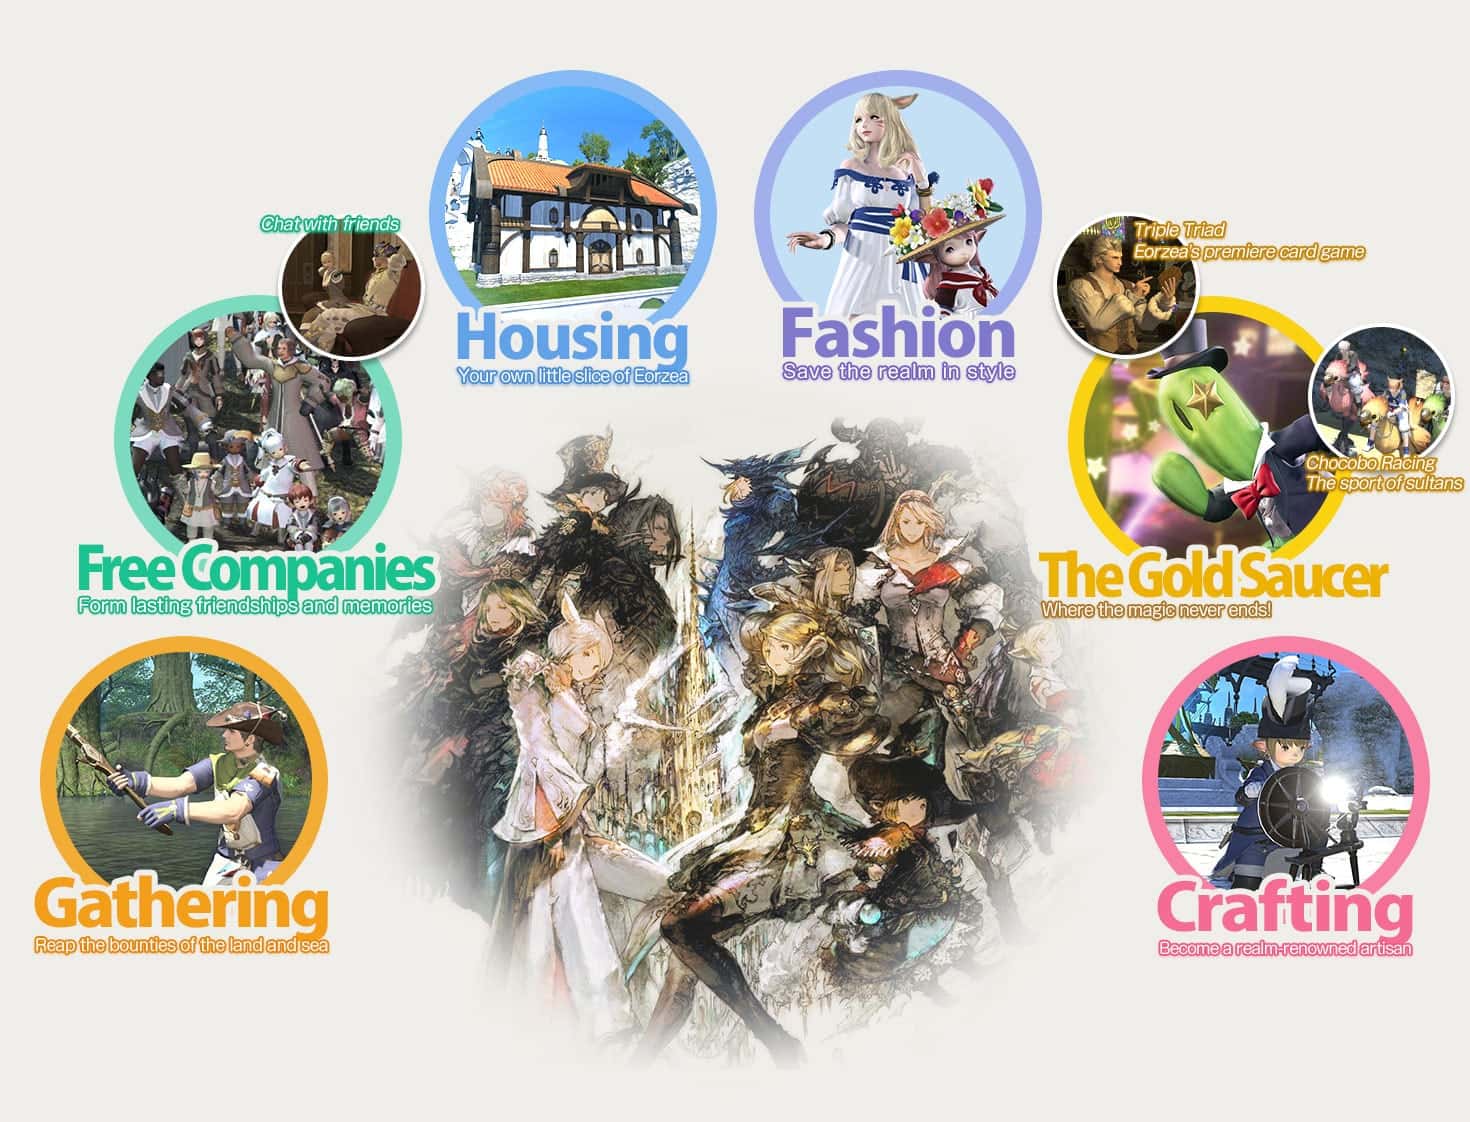 Housing
Your own little slice of Eorzea
Fashion
Save the realm in style
Chat with friends
Free Companies
Form lasting friendships and memories
Triple Triad
Eorzea's premiere card game
Chocobo Racing
The sport of sultans
The Gold Saucer
Where the magic never ends!
Gathering
Reap the bounties of the land and sea
Crafting
Become a realm-renowned artisan